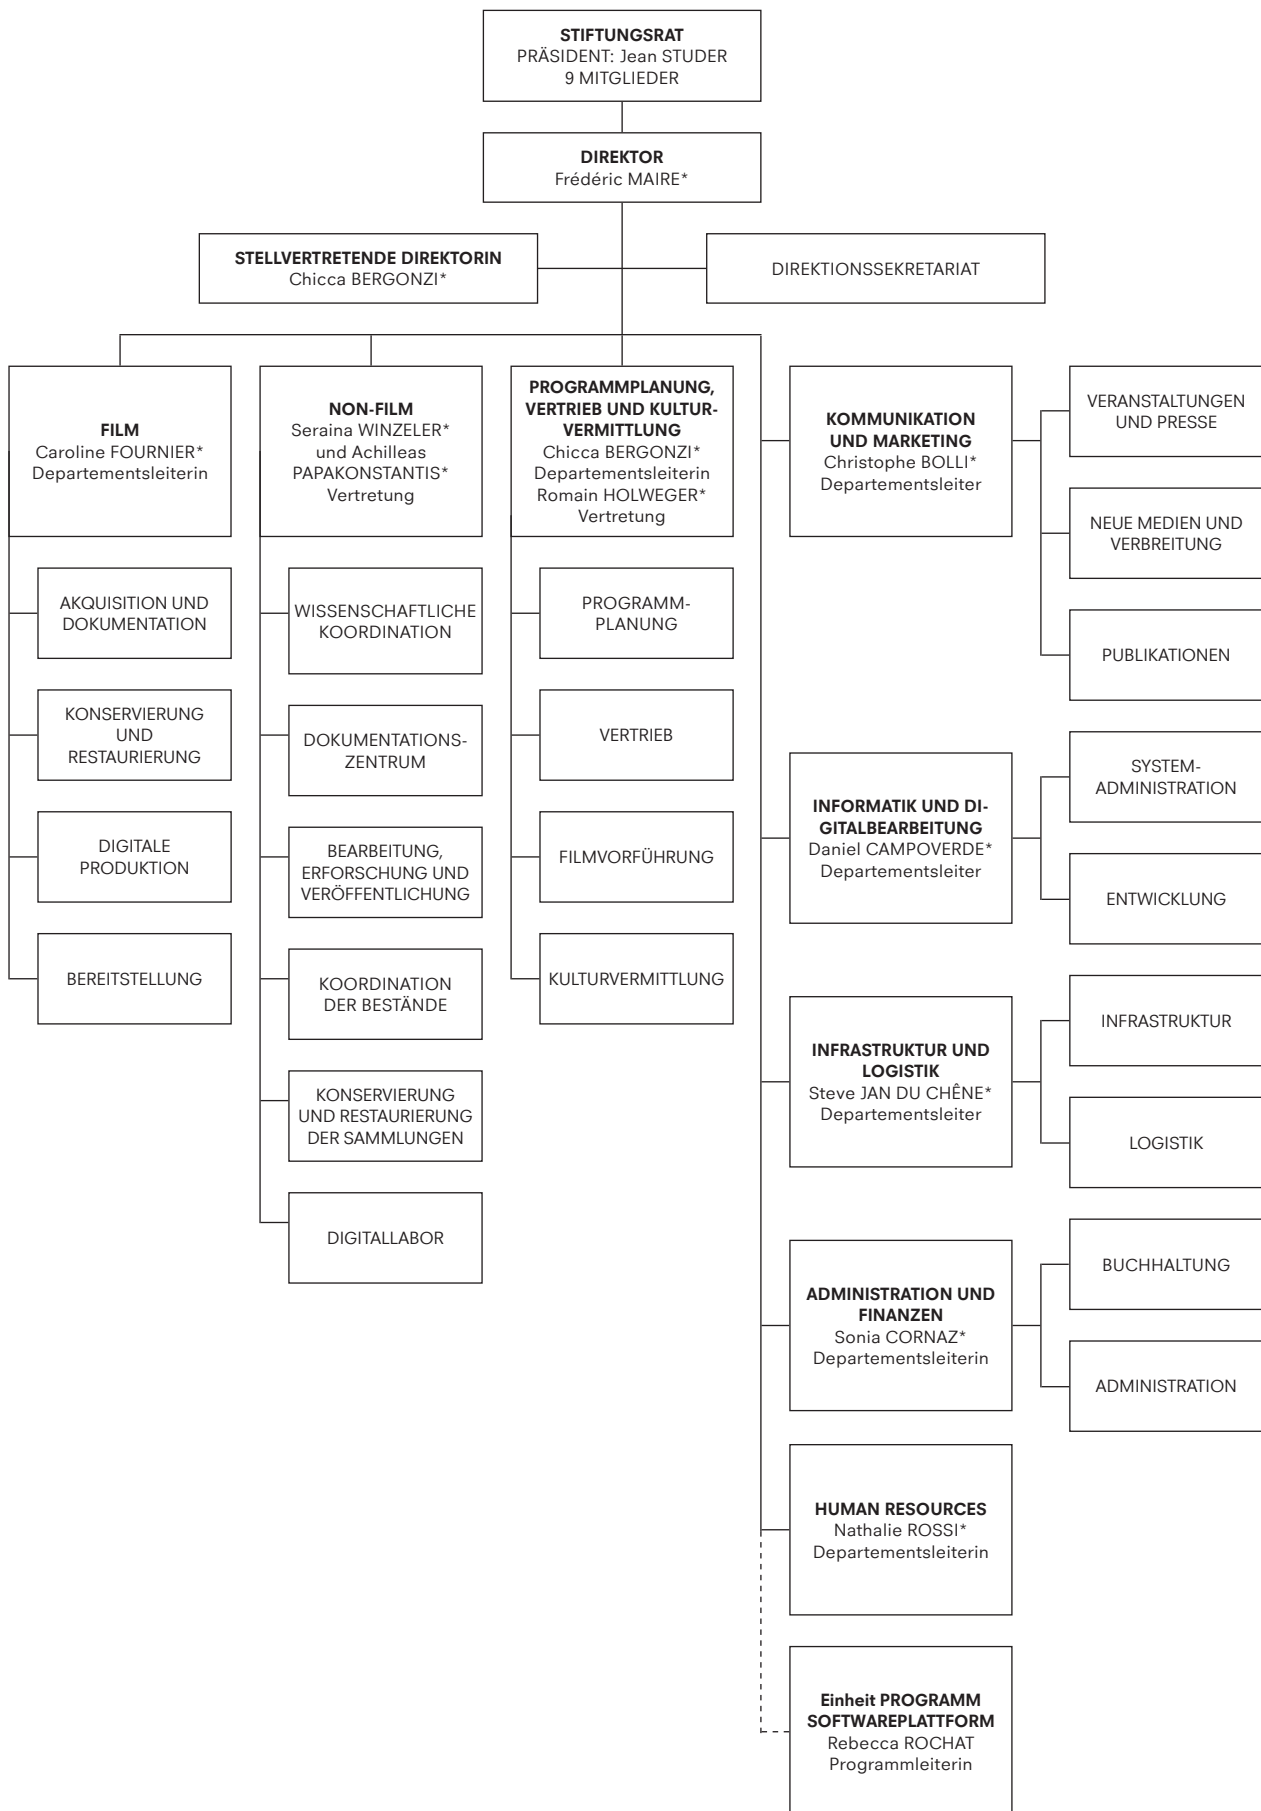 STIFTUNGSRAT
PRÄSIDENT: Jean STUDER
9 MITGLIEDER
DIREKTOR
Frédéric MAIRE*
STELLVERTRETENDE DIREKTORIN
Chicca BERGONZI*
DIREKTIONSSEKRETARIAT
FILM
Caroline FOURNIER*
Departementsleiterin
AKQUISITION UND
DOKUMENTATION
KONSERVIERUNG
UND
RESTAURIERUNG
DIGITALE
PRODUKTION
BEREITSTELLUNG
NON-FILM
Seraina WINZELER*
und Achilleas
PAPAKONSTANTIS*
Vertretung
WISSENSCHAFTLICHE
KOORDINATION
DOKUMENTATIONS-
ZENTRUM
BEARBEITUNG,
ERFORSCHUNG UND
VERÖFFENTLICHUNG
KOORDINATION
DER BESTÄNDE
KONSERVIERUNG
UND RESTAURIERUNG
DER SAMMLUNGEN
DIGITALLABOR
PROGRAMMPLANUNG,
VERTRIEB UND KULTUR-
VERMITTLUNG
Chicca BERGONZI*
Departementsleiterin
Romain HOLWEGER*
Vertretung
PROGRAMM-
PLANUNG
VERTRIEB
FILMVORFÜHRUNG
KULTURVERMITTLUNG
KOMMUNIKATION
UND MARKETING
Christophe BOLLI*
Departementsleiter
VERANSTALTUNGEN
UND PRESSE
NEUE MEDIEN UND
VERBREITUNG
PUBLIKATIONEN
INFORMATIK UND DI-
GITALBEARBEITUNG
Daniel CAMPOVERDE*
Departementsleiter
SYSTEM-
ADMINISTRATION
ENTWICKLUNG
INFRASTRUKTUR UND
LOGISTIK
Steve JAN DU CHÊNE*
Departementsleiter
INFRASTRUKTUR
LOGISTIK
ADMINISTRATION UND
FINANZEN
Sonia CORNAZ*
Departementsleiterin
BUCHHALTUNG
ADMINISTRATION
HUMAN RESOURCES
Nathalie ROSSI*
Departementsleiterin
Einheit PROGRAMM
SOFTWAREPLATTFORM
Rebecca ROCHAT
Programmleiterin